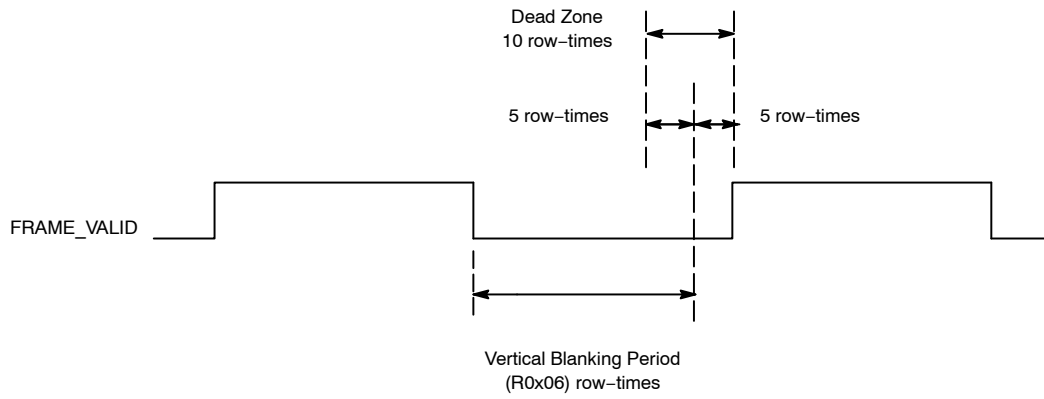 Dead Zone
10 row−times
5 row−times
5 row−times
FRAME_VALID
Vertical Blanking Period
(R0x06) row−times